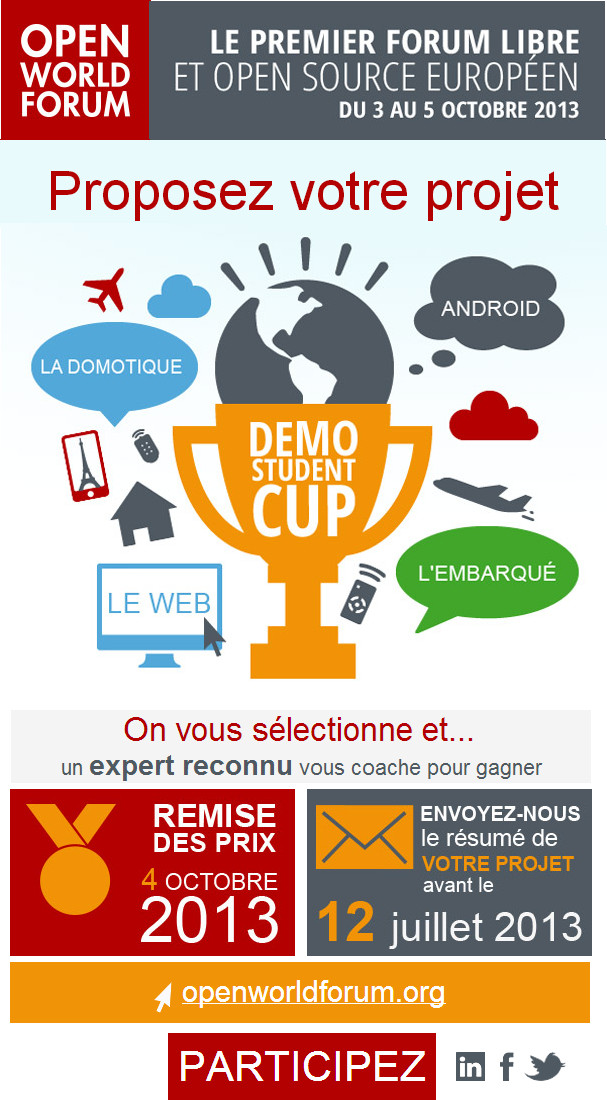 OPEN
WORLD
FORUM
LE PREMIER FORUM LIBRE
ET OPEN SOURCE EUROPÉEN
DU 3 AU 5 OCTOBRE 2013
Proposez votre projet
ANDROID
LA DOMOTIQUE
DEMO
STUDENT
CUP
L'EMBARQUÉ
LE WEB
On vous sélectionne et...
un expert reconnu vous coache pour gagner
REMISE
DES PRIX
4 OCTOBRE
2013
ENVOYEZ-NOUS
le résumé de
VOTRE PROJET
avant le
12 juillet 2013
openworldforum.org
PARTICIPEZ
in f